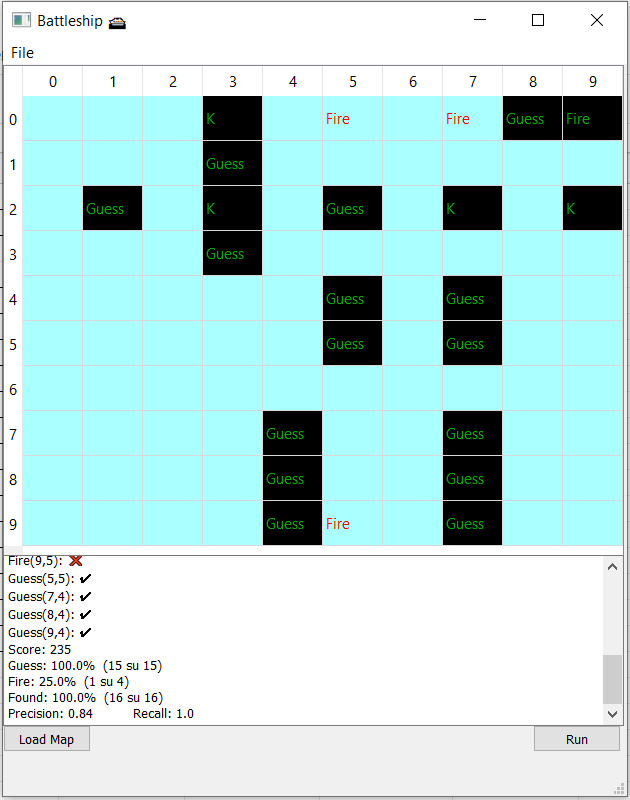 Battleship
File
0 1 2 3 4 5 6 7 8 9
0 K Fire Fire Guess Fire
1 Guess
2 Guess K Guess K K
3 Guess
4 Guess Guess
5 Guess Guess
6
7 Guess Guess
8 Guess Guess
9 Guess Fire Guess
Fire(9,5): ❌
Guess(5,5): ✔
Guess(7,4): ✔
Guess(8,4): ✔
Guess(9,4): ✔
Score: 235
Guess: 100.0% (15 su 15)
Fire: 25.0% (1 su 4)
Found: 100.0% (16 su 16)
Precision: 0.84 Recall: 1.0
Load Map Run